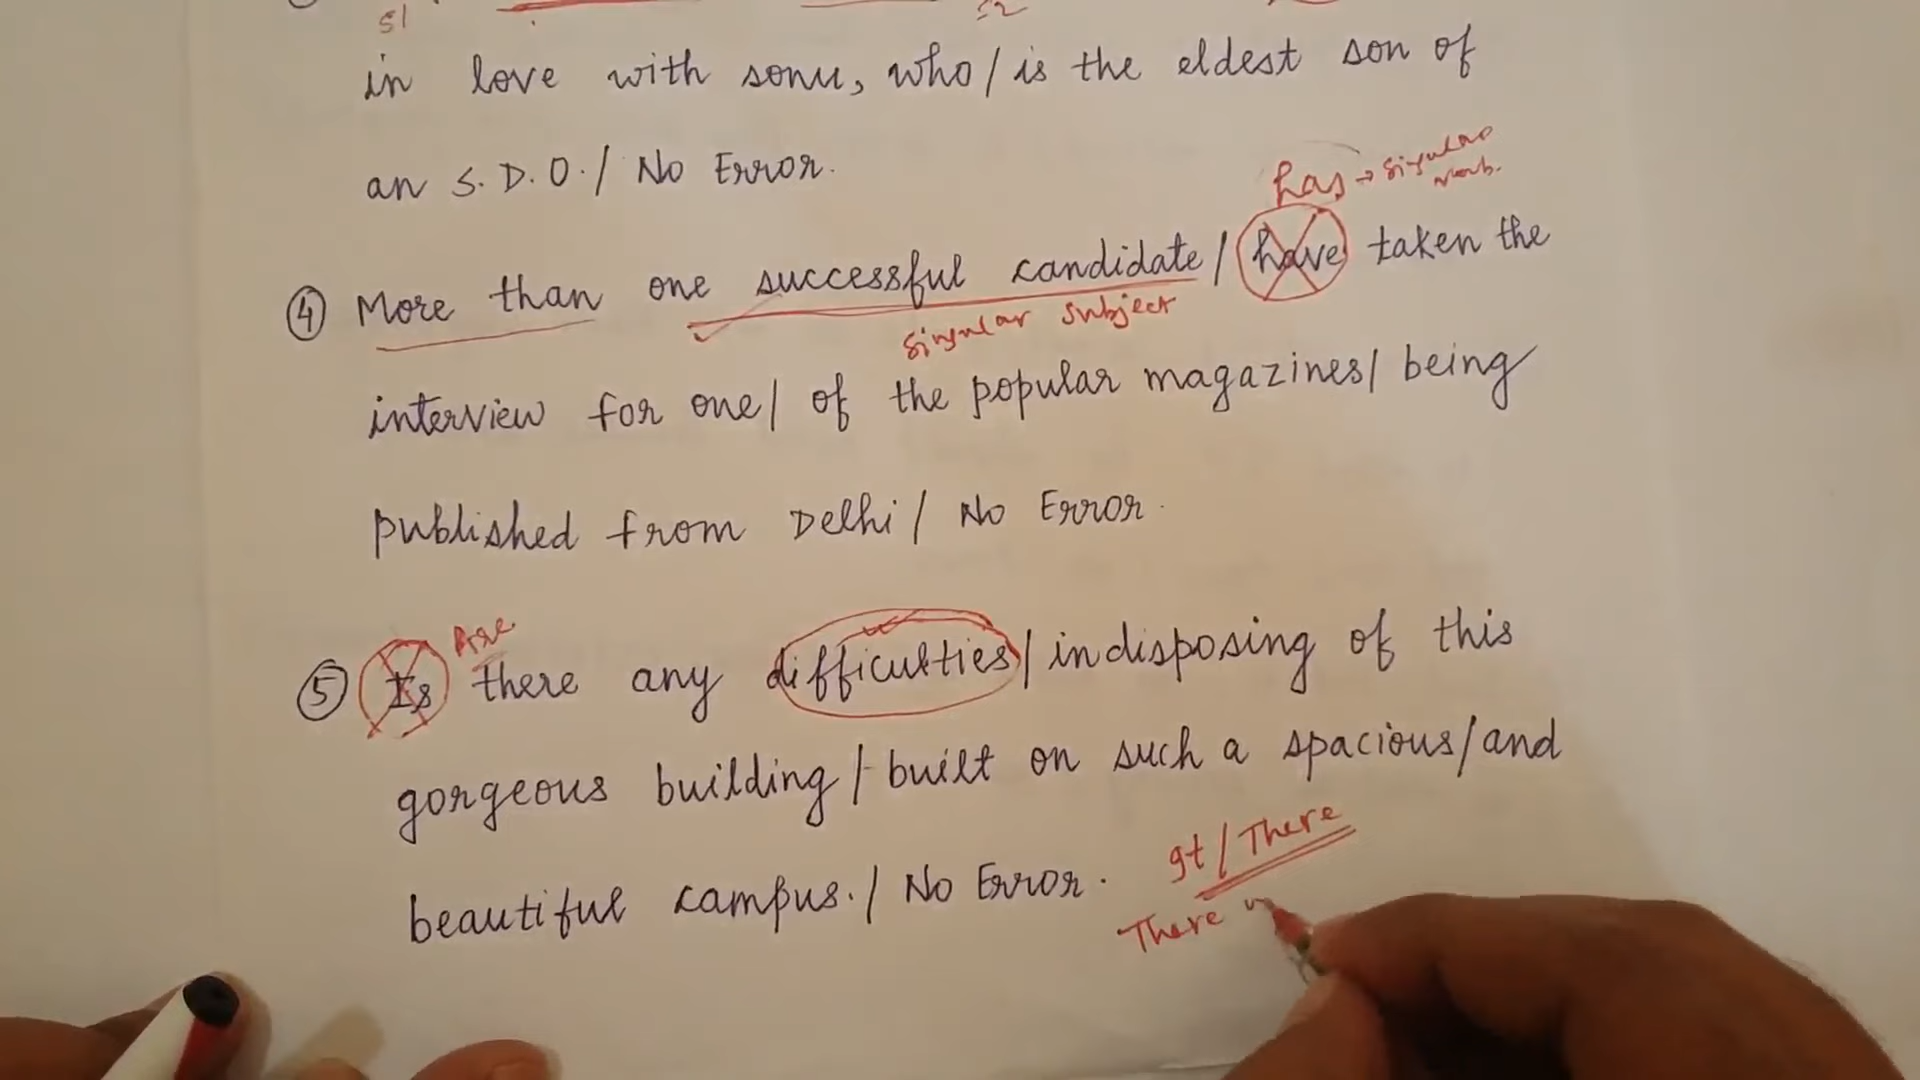 S1 S2
in love with sonu, who/is the eldest son of
an S.D.O./ No Error.
has → singular
verb.
④ More than one successful candidate/ have taken the
singular subject
interview for one/ of the popular magazines/ being
published from Delhi/ No Error.
Are
⑤ Is there any difficulties/ indisposing of this
gorgeous building/ built on such a spacious/and
It/There
beautiful campus./ No Error.
There